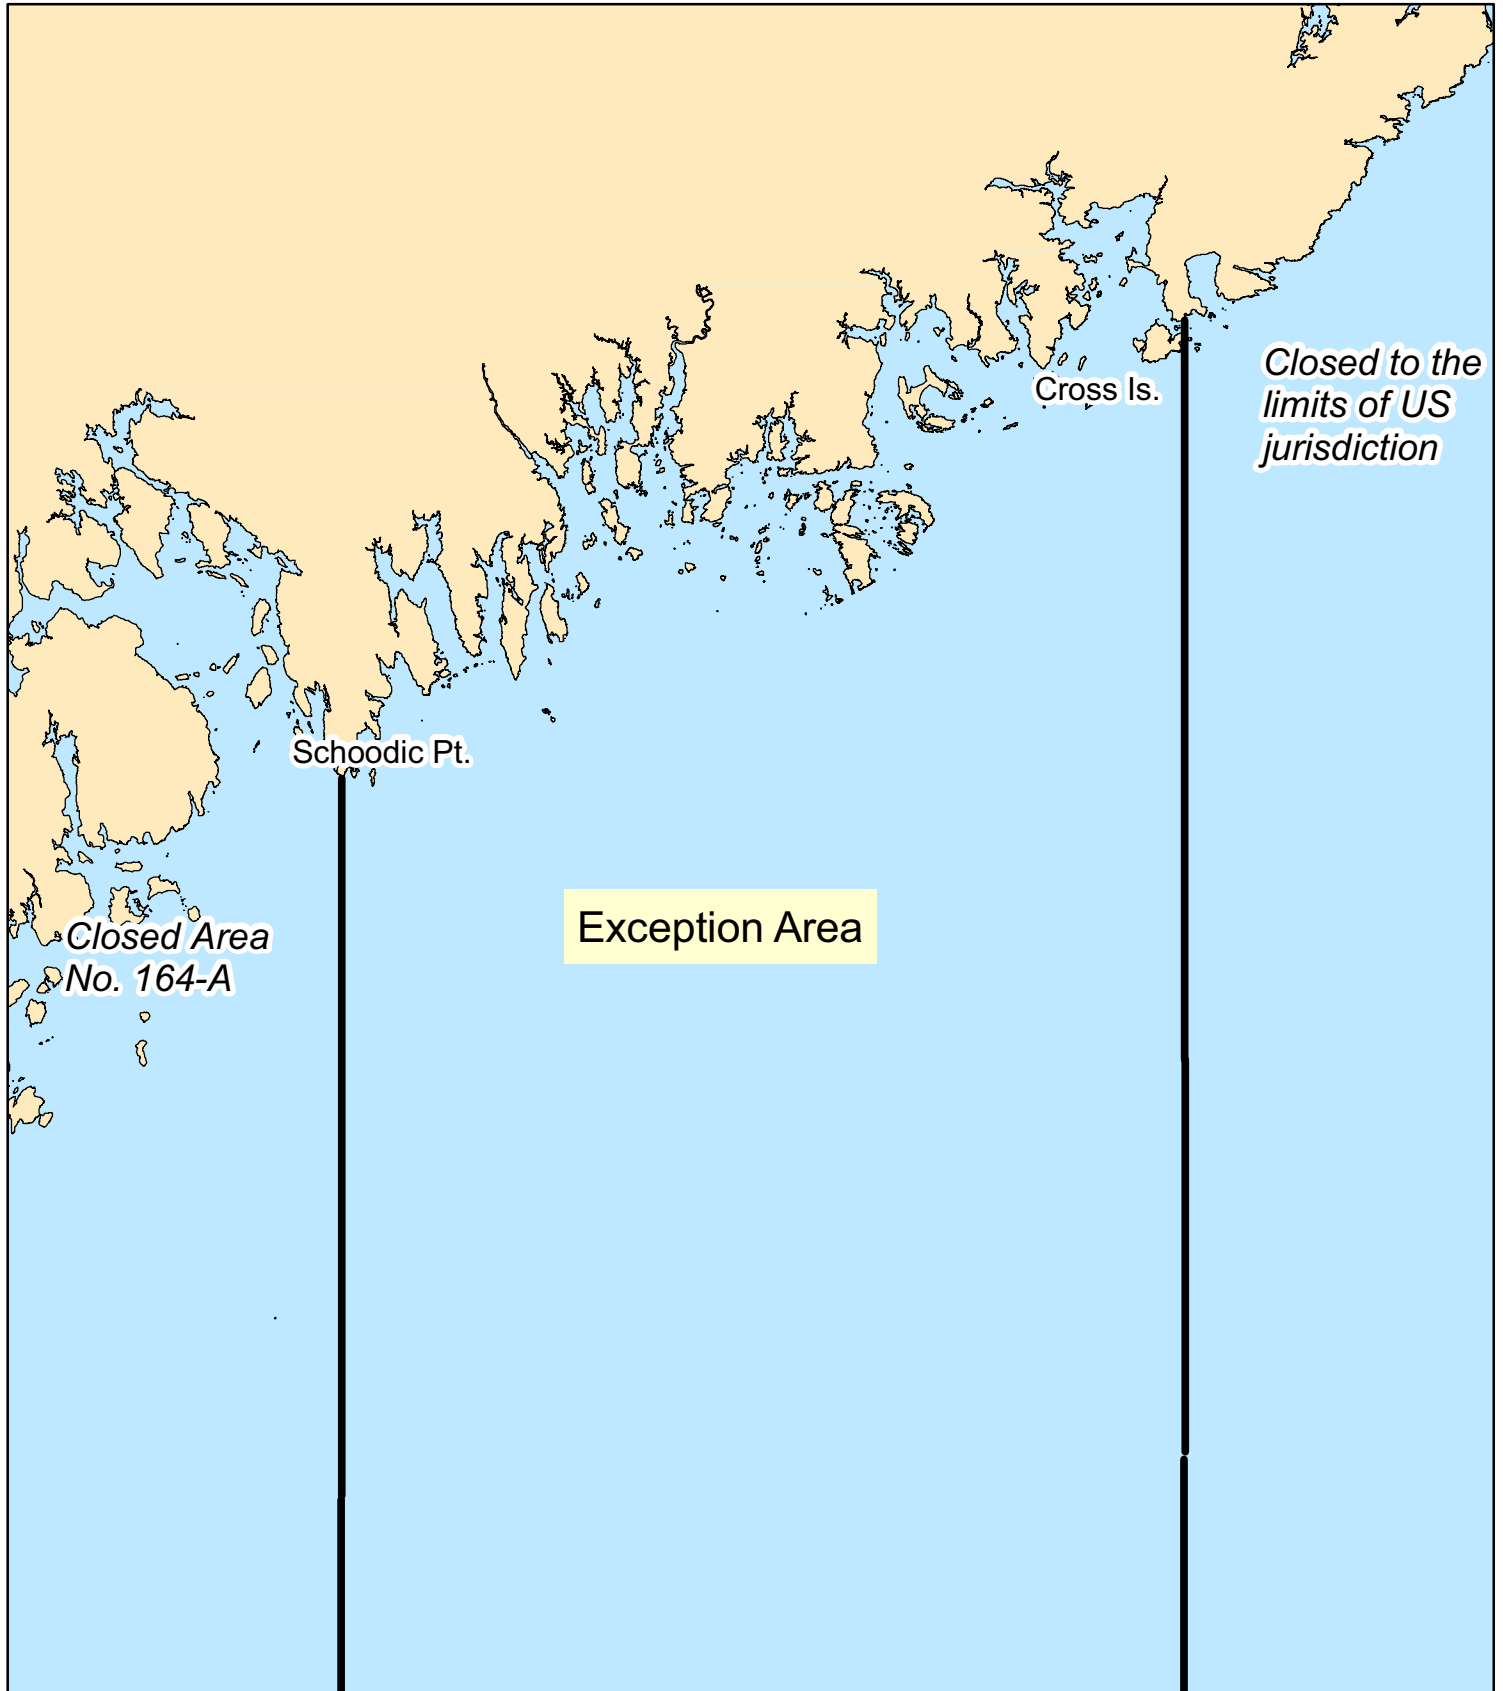 Closed to the
limits of US
jurisdiction
Cross Is.
Schoodic Pt.
Exception Area
Closed Area
No. 164-A